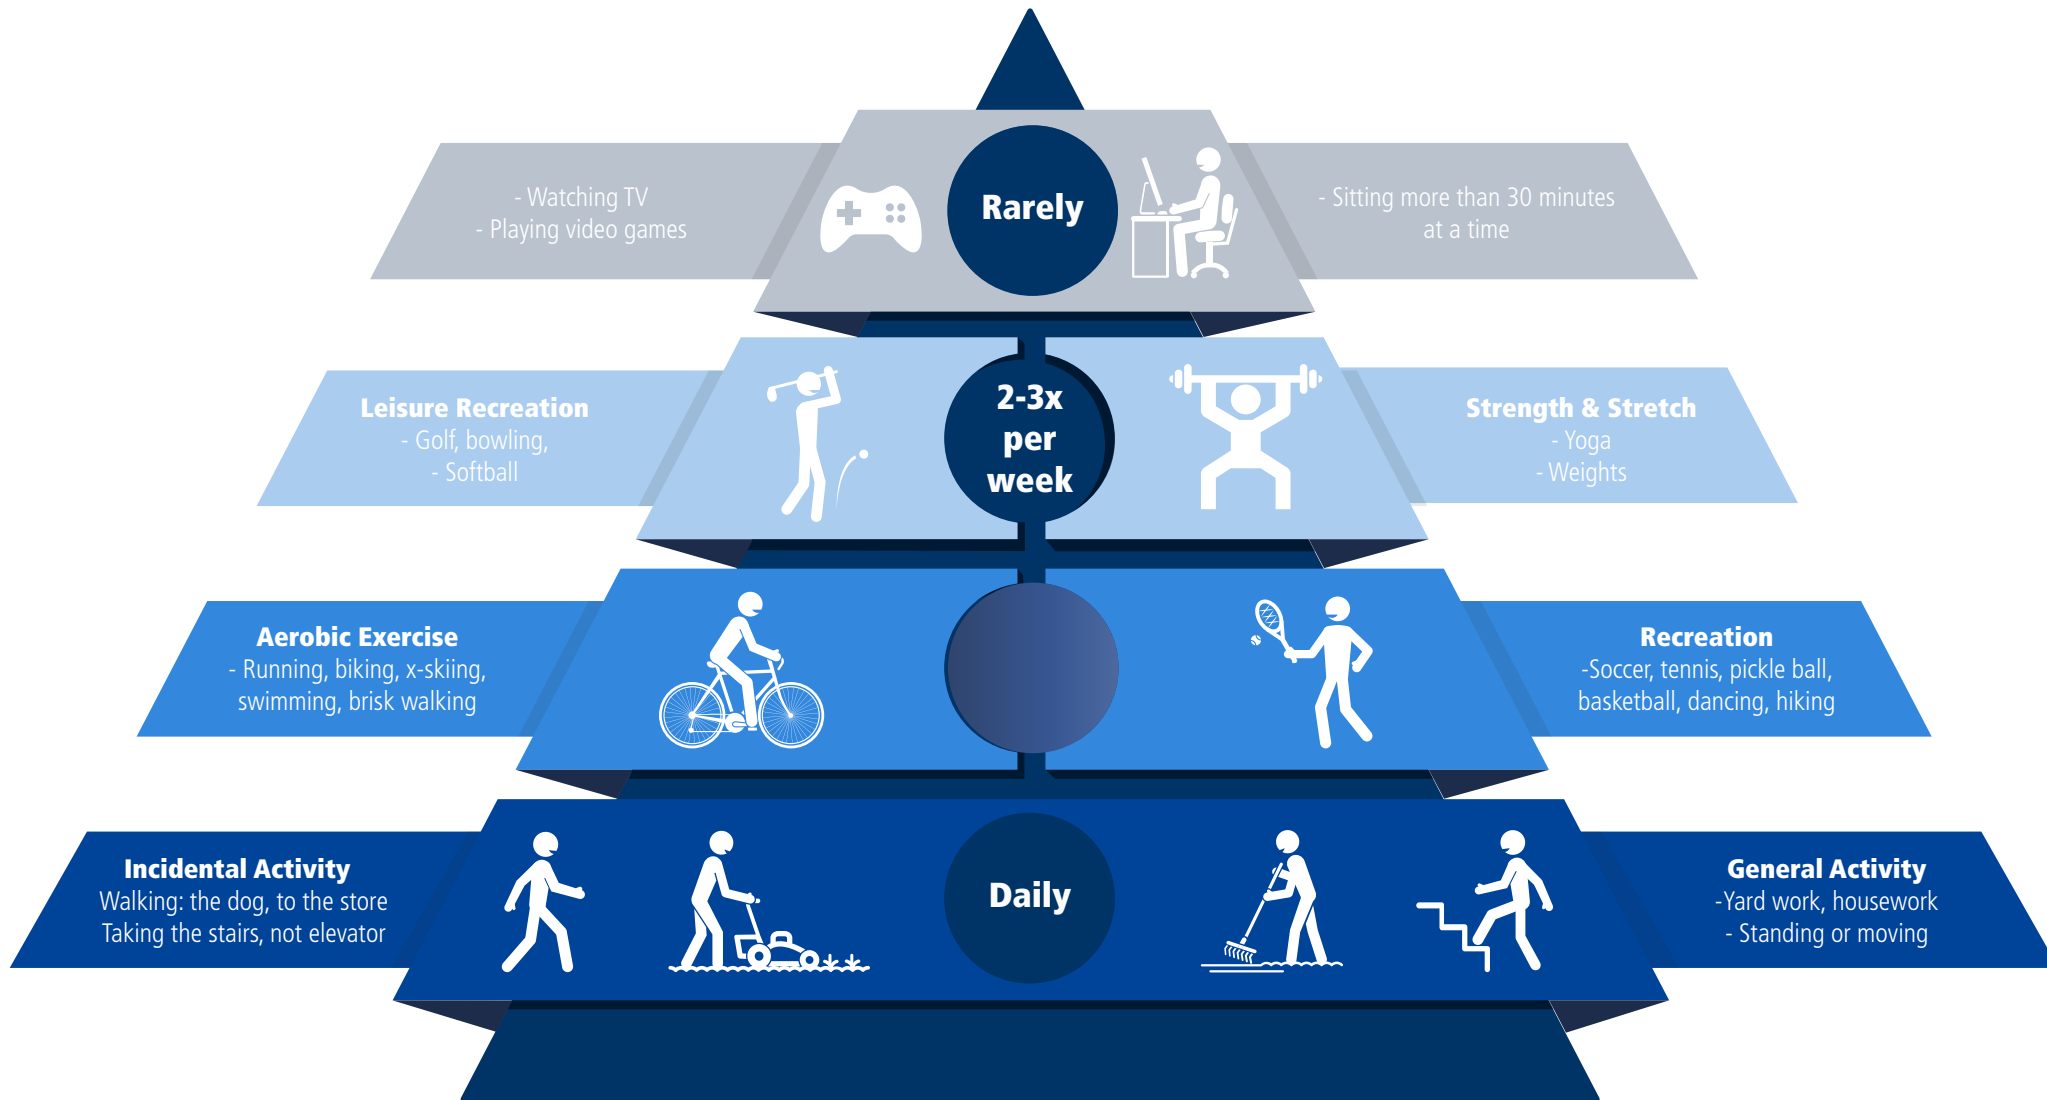 - Watching TV
- Playing video games
Rarely
- Sitting more than 30 minutes
at a time
Leisure Recreation
- Golf, bowling,
- Softball
2-3x
per
week
Strength & Stretch
- Yoga
- Weights
Aerobic Exercise
- Running, biking, x-skiing,
swimming, brisk walking
Recreation
-Soccer, tennis, pickle ball,
basketball, dancing, hiking
Incidental Activity
Walking: the dog, to the store
Taking the stairs, not elevator
Daily
General Activity
-Yard work, housework
- Standing or moving